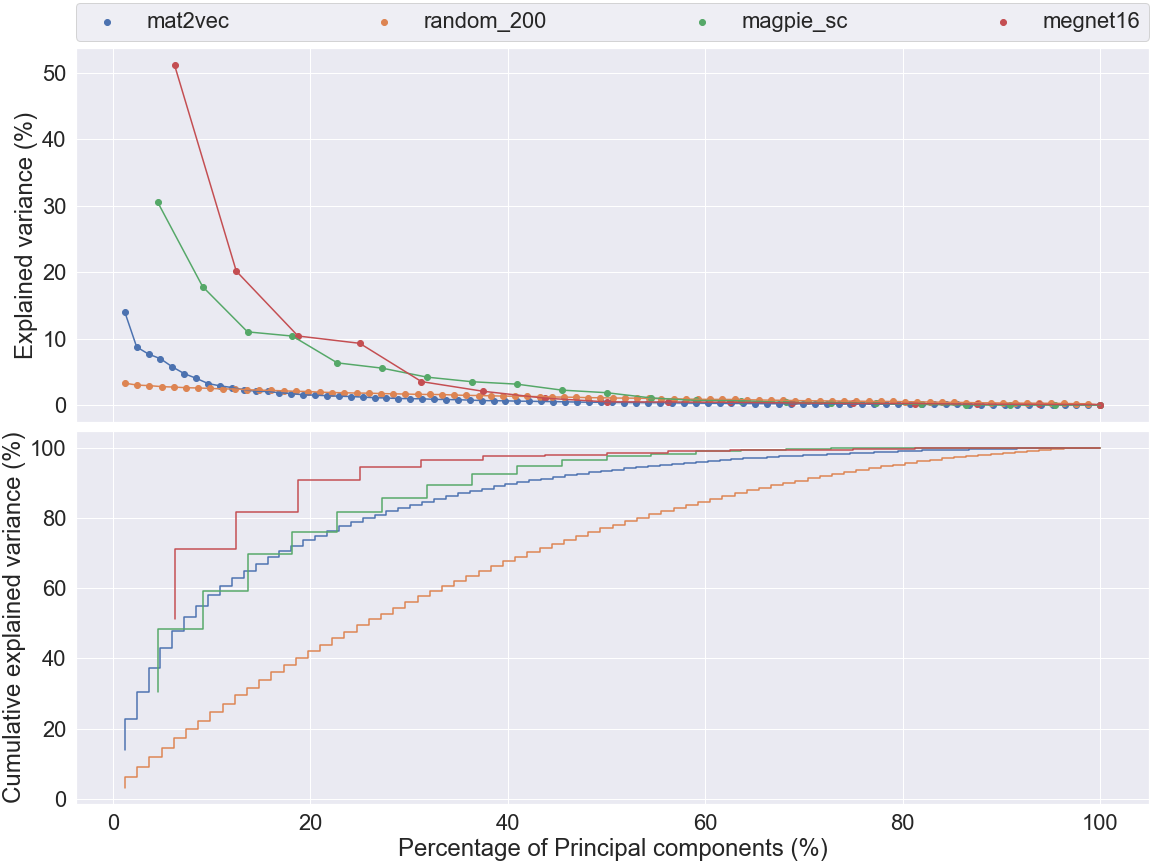 mat2vec random_200 magpie_sc megnet16
Explained variance (%)
50
40
30
20
10
0
Cumulative explained variance (%)
100
80
60
40
20
0
0 20 40 60 80 100
Percentage of Principal components (%)